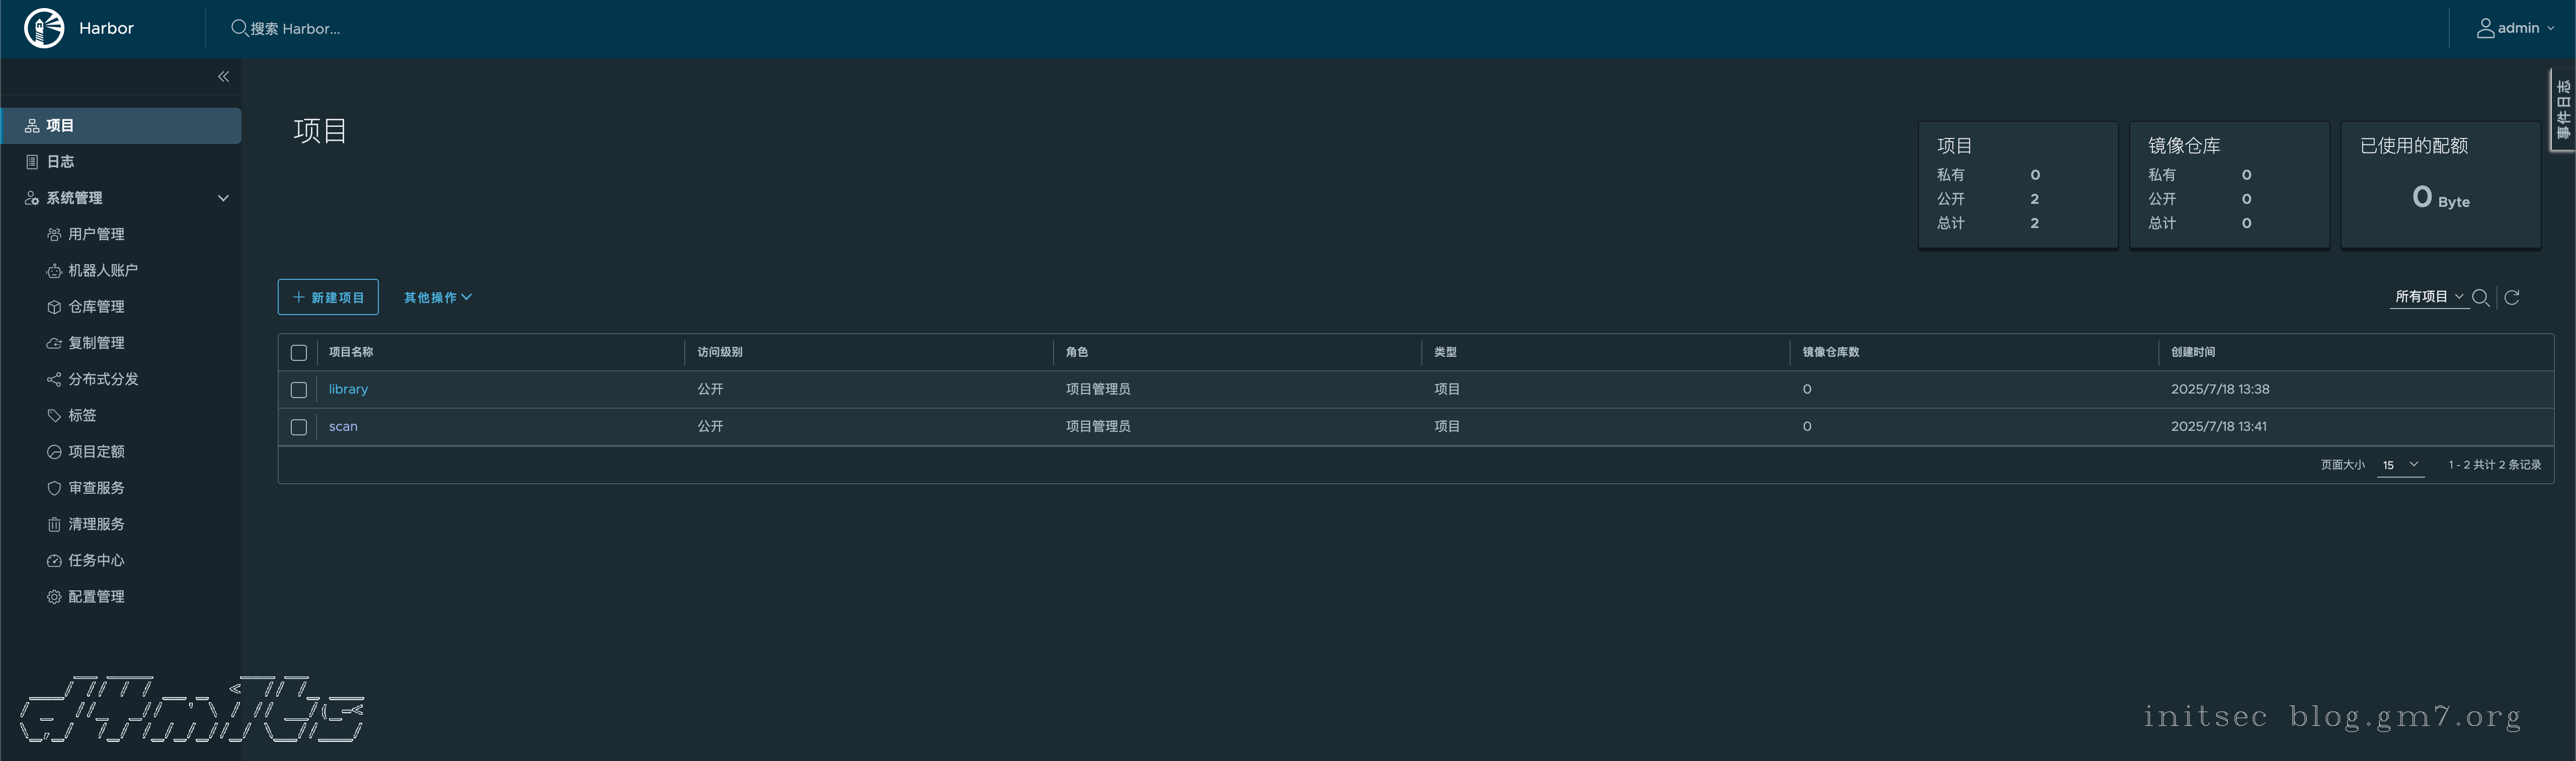 Harbor
搜索 Harbor...
admin
事件日志
项目
日志
系统管理
用户管理
机器人账户
仓库管理
复制管理
分布式分发
标签
项目定额
审查服务
清理服务
任务中心
配置管理
项目
项目
私有 0
公开 2
总计 2
镜像仓库
私有 0
公开 0
总计 0
已使用的配额
0 Byte
+ 新建项目
其他操作
所有项目
项目名称 访问级别 角色 类型 镜像仓库数 创建时间
library 公开 项目管理员 项目 0 2025/7/18 13:38
scan 公开 项目管理员 项目 0 2025/7/18 13:41
页面大小 15 1 - 2 共计 2 条记录
initsec blog.gm7.org